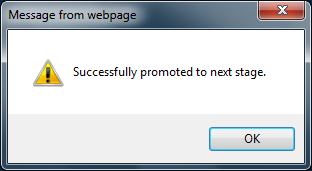 Message from webpage
Successfully promoted to next stage.
OK